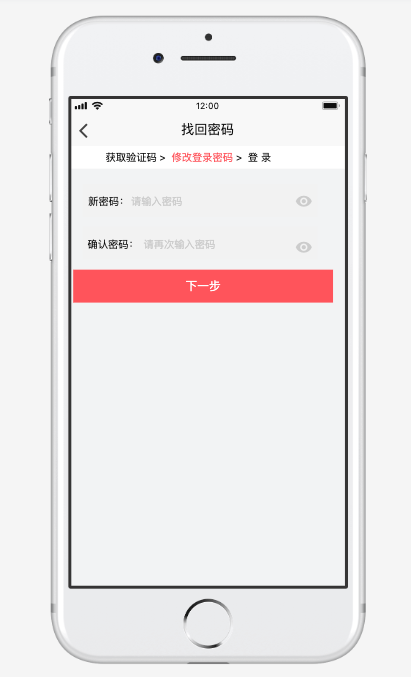 12:00
找回密码
获取验证码 > 修改登录密码 > 登 录
新密码： 请输入密码
确认密码： 请再次输入密码
下一步